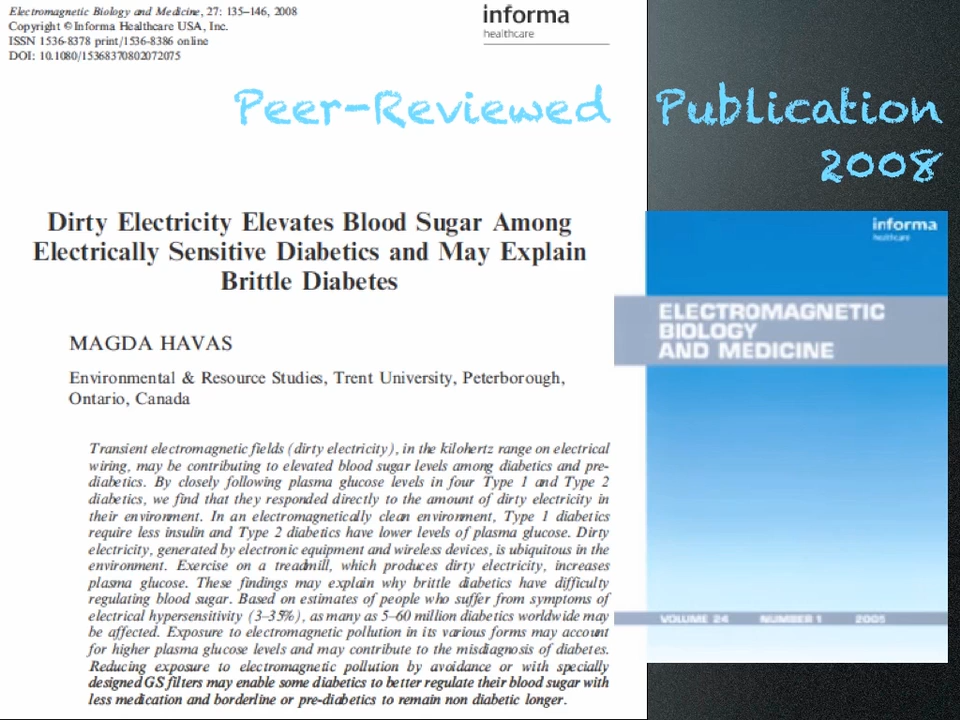 Electromagnetic Biology and Medicine, 27: 135–146, 2008
Copyright © Informa Healthcare USA, Inc.
ISSN 1536-8378 print/1536-8386 online
DOI: 10.1080/15368370802072075
informa
healthcare
Peer-Reviewed Publication
2008
Dirty Electricity Elevates Blood Sugar Among
Electrically Sensitive Diabetics and May Explain
Brittle Diabetes
MAGDA HAVAS
Environmental & Resource Studies, Trent University, Peterborough,
Ontario, Canada
Transient electromagnetic fields (dirty electricity), in the kilohertz range on electrical
wiring, may be contributing to elevated blood sugar levels among diabetics and pre-
diabetics. By closely following plasma glucose levels in four Type 1 and Type 2
diabetics, we find that they responded directly to the amount of dirty electricity in
their environment. In an electromagnetically clean environment, Type 1 diabetics
require less insulin and Type 2 diabetics have lower levels of plasma glucose. Dirty
electricity, generated by electronic equipment and wireless devices, is ubiquitous in the
environment. Exercise on a treadmill, which produces dirty electricity, increases
plasma glucose. These findings may explain why brittle diabetics have difficulty
regulating blood sugar. Based on estimates of people who suffer from symptoms of
electrical hypersensitivity (3–35%), as many as 5–60 million diabetics worldwide may
be affected. Exposure to electromagnetic pollution in its various forms may account
for higher plasma glucose levels and may contribute to the misdiagnosis of diabetes.
Reducing exposure to electromagnetic pollution by avoidance or with specially
designed GS filters may enable some diabetics to better regulate their blood sugar with
less medication and borderline or pre-diabetics to remain non diabetic longer.
informa
healthcare
ELECTROMAGNETIC
BIOLOGY
AND MEDICINE
VOLUME 24 NUMBER 1 2005